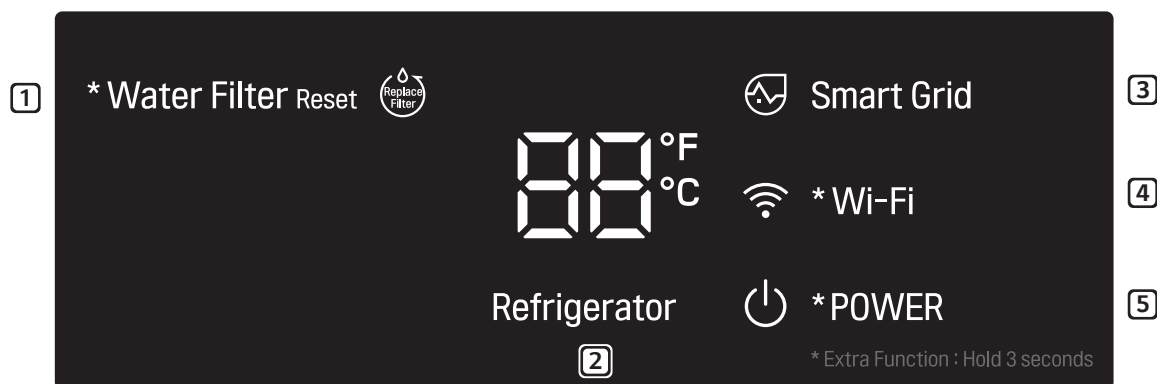 1
* Water Filter Reset
Replace
Filter
88 °F
°C
Refrigerator
2
Smart Grid
3
* Wi-Fi
4
* POWER
5
* Extra Function : Hold 3 seconds